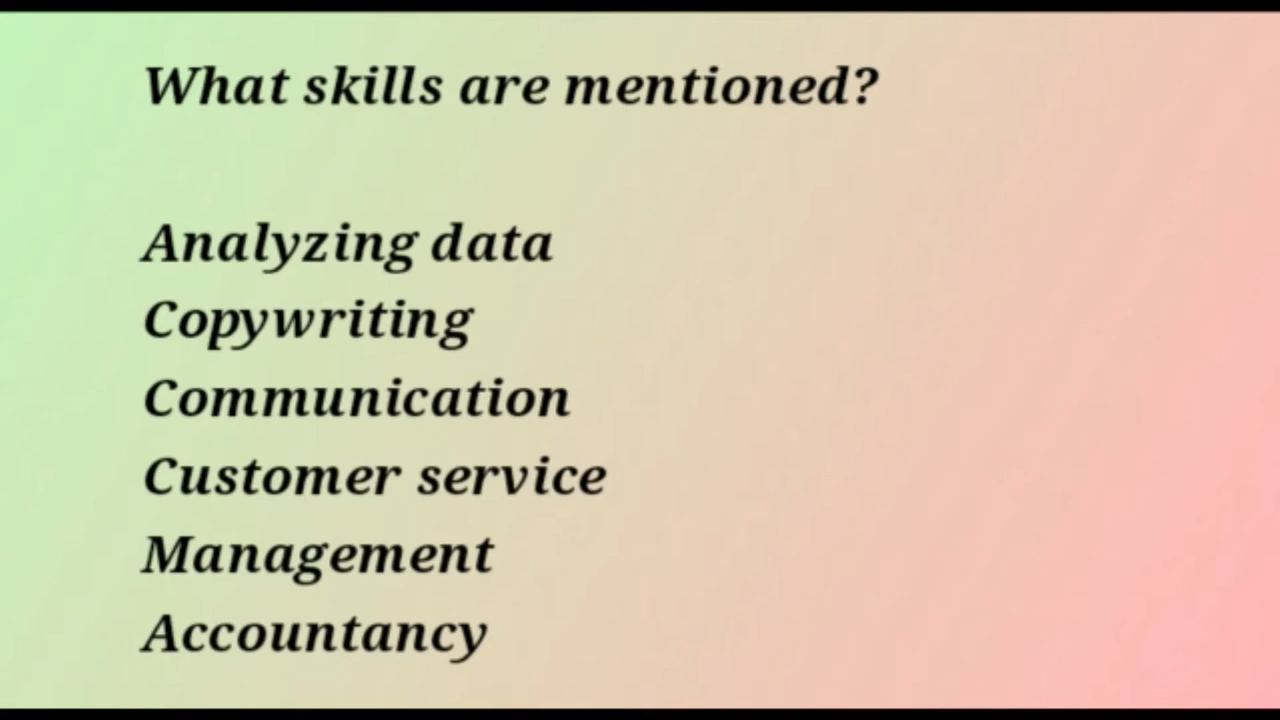 What skills are mentioned?
Analyzing data
Copywriting
Communication
Customer service
Management
Accountancy